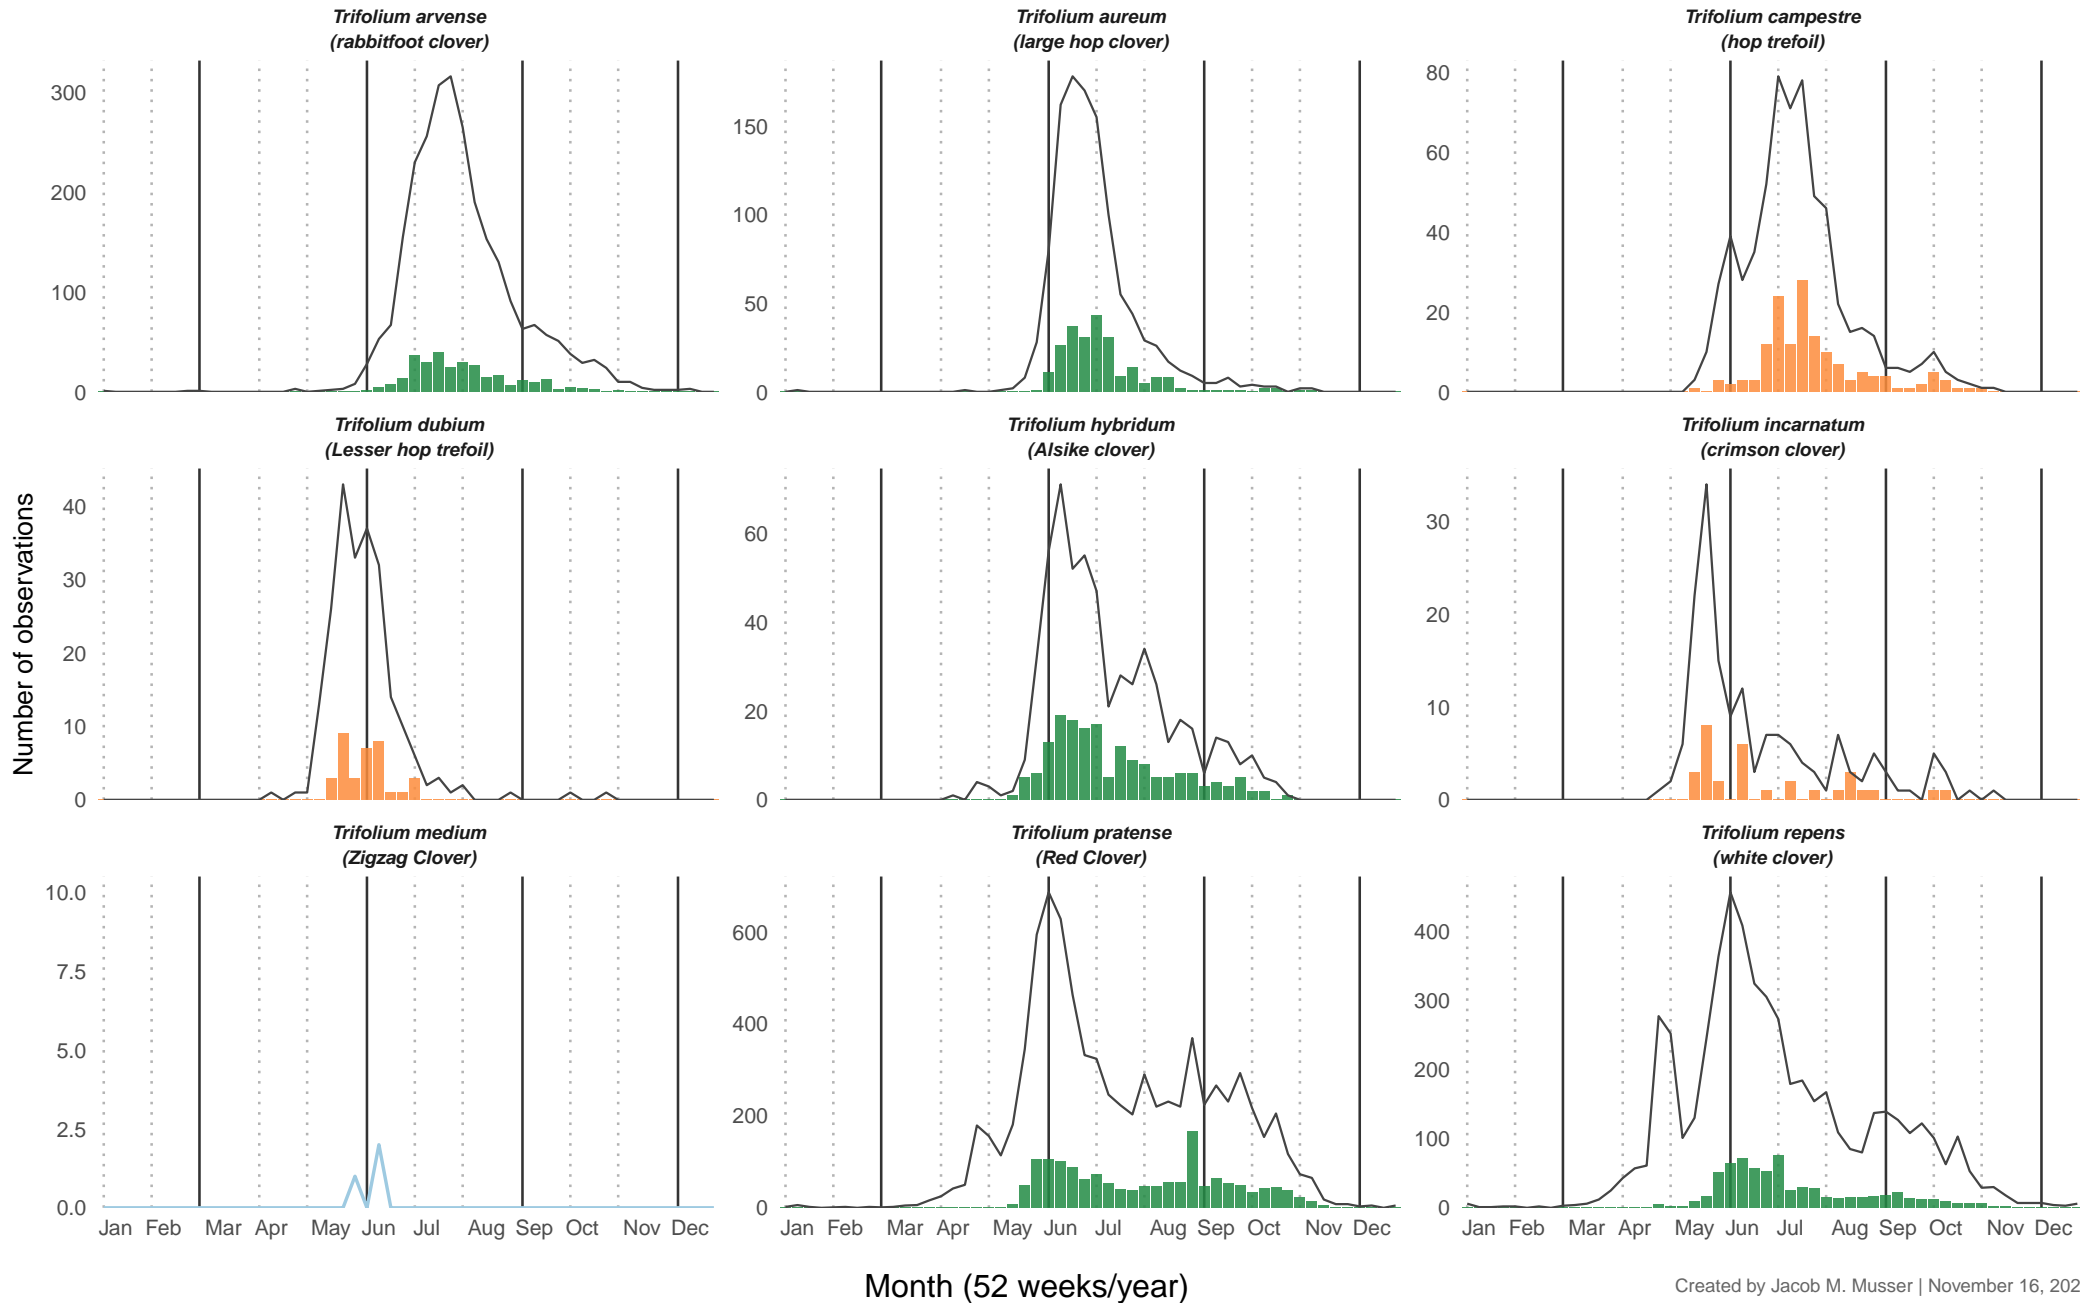 Trifolium arvense
(rabbitfoot clover)
Trifolium aureum
(large hop clover)
Trifolium campestre
(hop trefoil)
300
200
100
0
150
100
50
0
80
60
40
20
0
Trifolium dubium
(Lesser hop trefoil)
Trifolium hybridum
(Alsike clover)
Trifolium incarnatum
(crimson clover)
Number of observations
40
30
20
10
0
60
40
20
0
30
20
10
0
Trifolium medium
(Zigzag Clover)
Trifolium pratense
(Red Clover)
Trifolium repens
(white clover)
10.0
7.5
5.0
2.5
0.0
600
400
200
0
400
300
200
100
0
Jan Feb Mar Apr May Jun Jul Aug Sep Oct Nov Dec
Jan Feb Mar Apr May Jun Jul Aug Sep Oct Nov Dec
Jan Feb Mar Apr May Jun Jul Aug Sep Oct Nov Dec
Month (52 weeks/year)
Created by Jacob M. Musser | November 16, 202